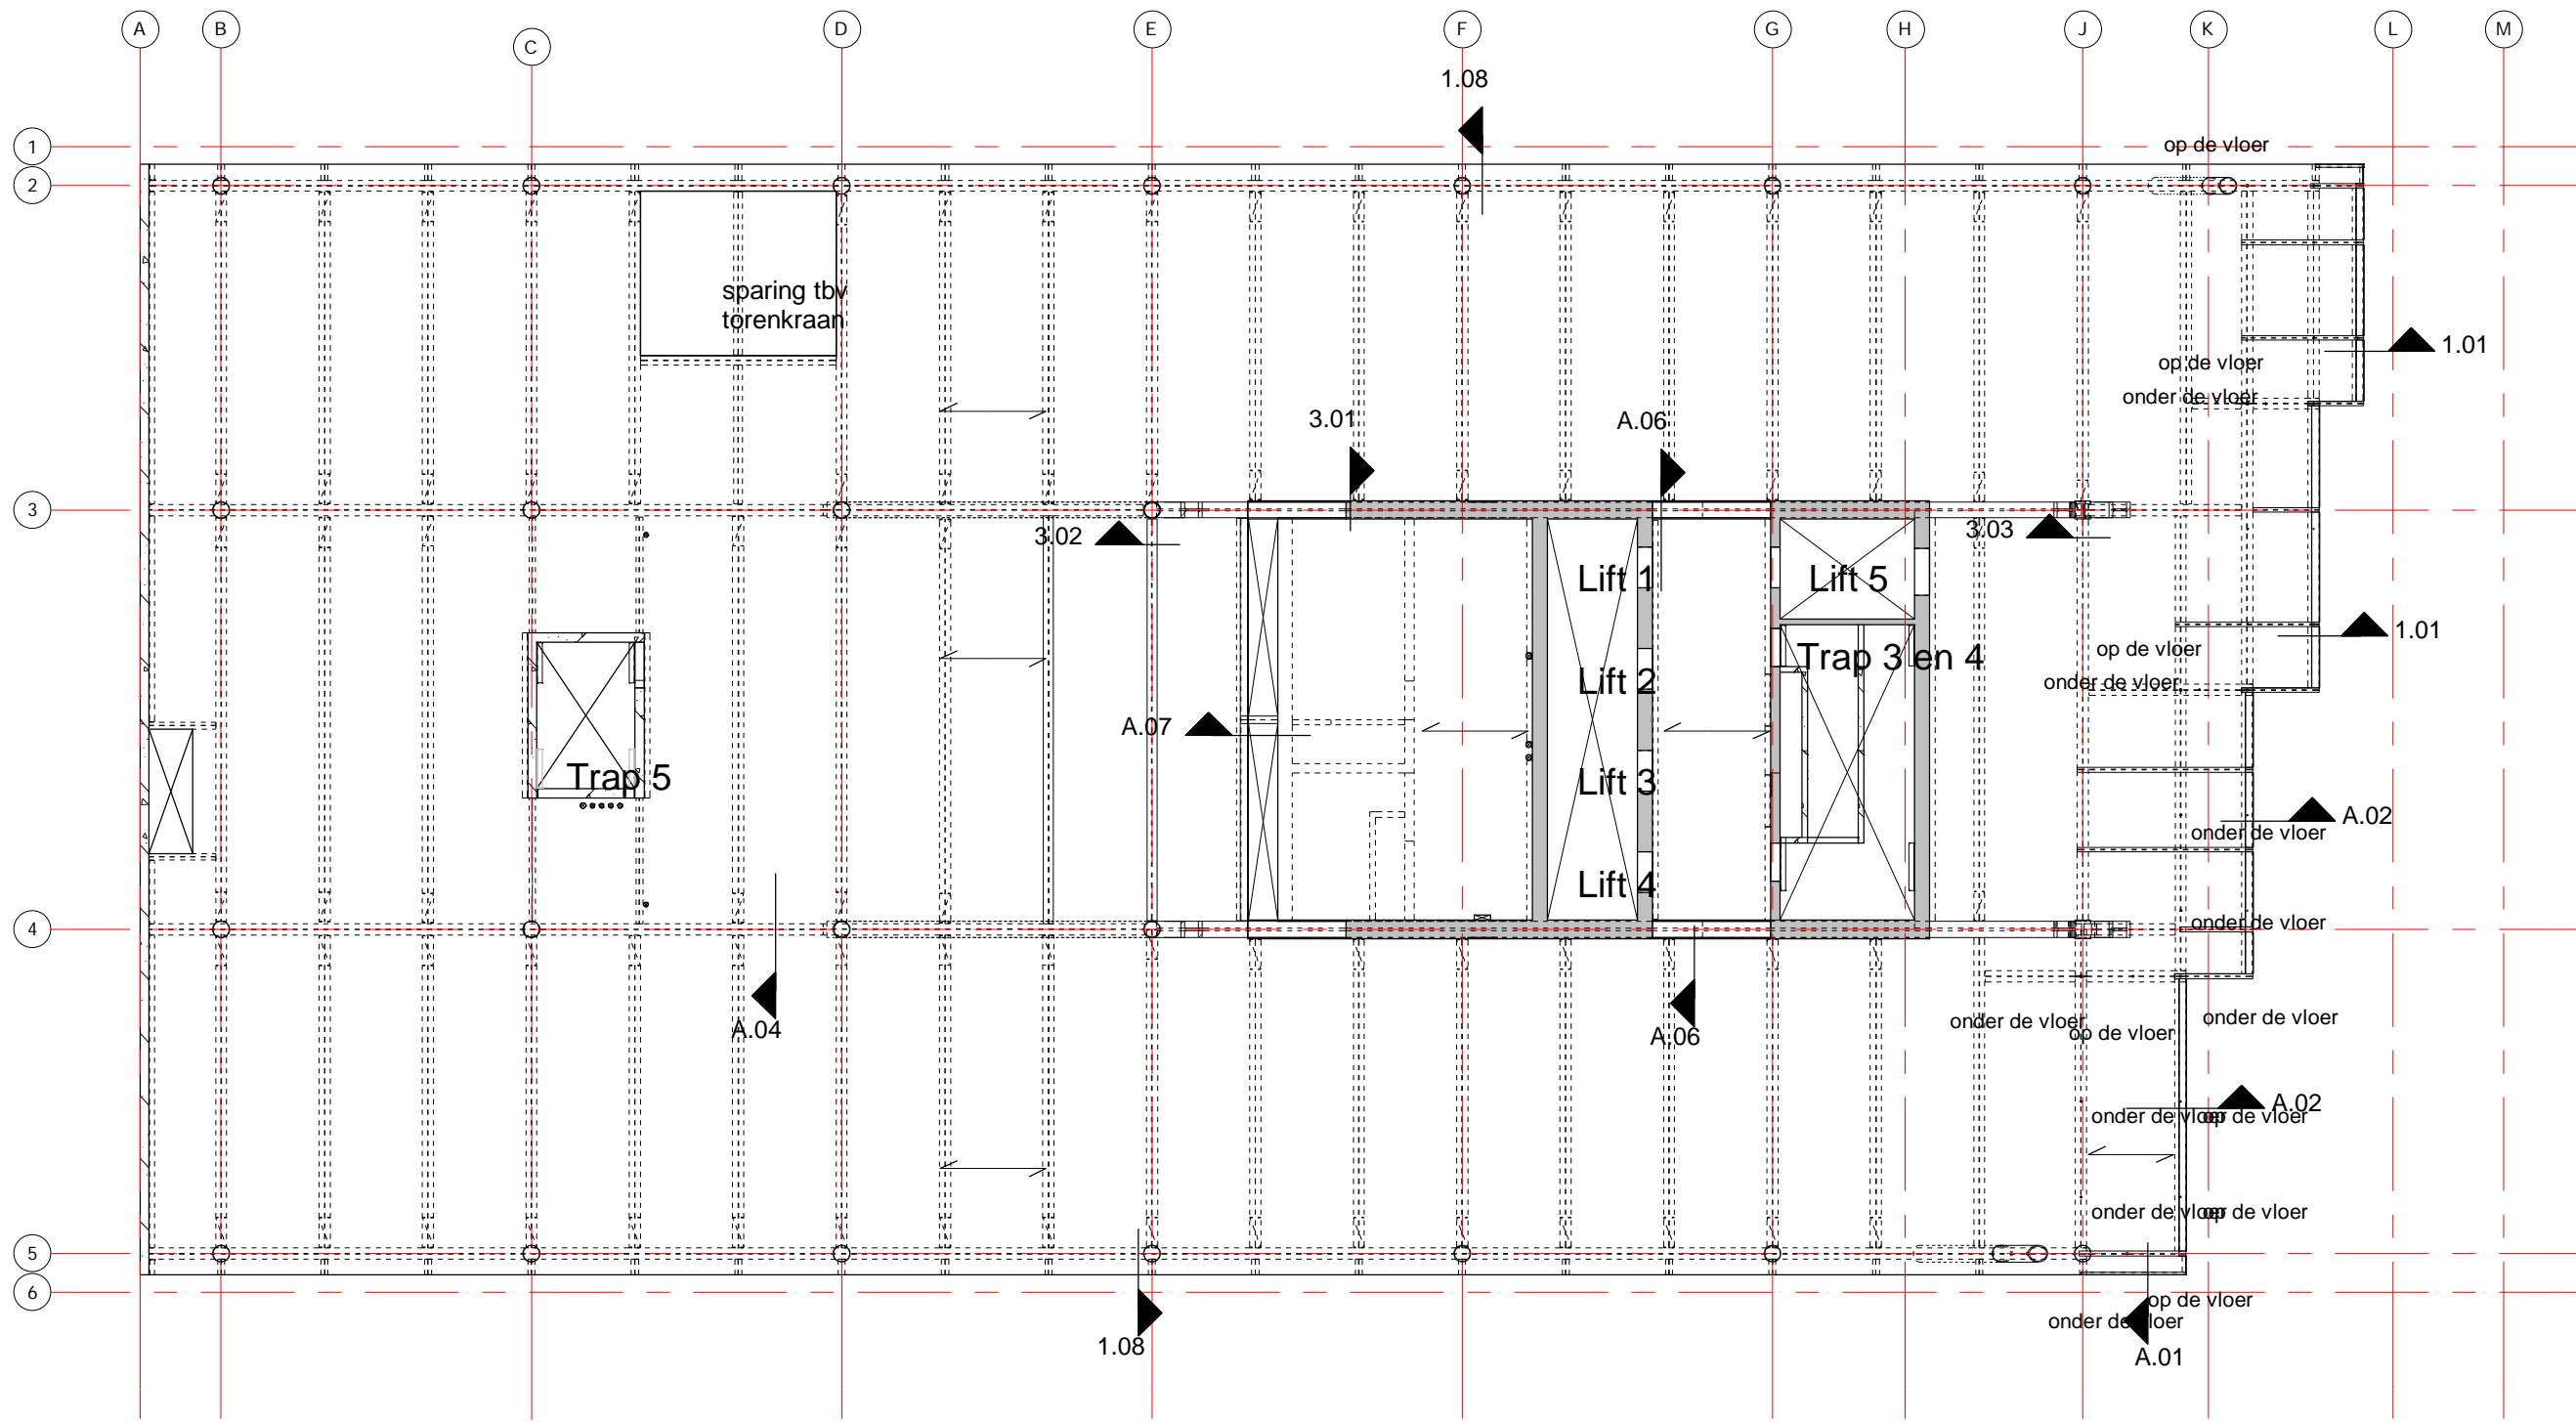 A B C D E F G H J K L M
1.08
1
op de vloer
2
sparing tbv
torenkraan
1.01
op de vloer
onder de vloer
3.01
A.06
3
3.02
3.03
Lift 1
Lift 5
1.01
op de vloer
Trap 3 en 4
onder de vloer
Lift 2
A.07
Trap 5
Lift 3
A.02
onder de vloer
Lift 4
4
onder de vloer
A.04
A.06
onder de vloer
op de vloer
onder de vloer
A.02
onder de vloer
op de vloer
onder de vloer
op de vloer
5
6
op de vloer
onder de vloer
1.08
A.01